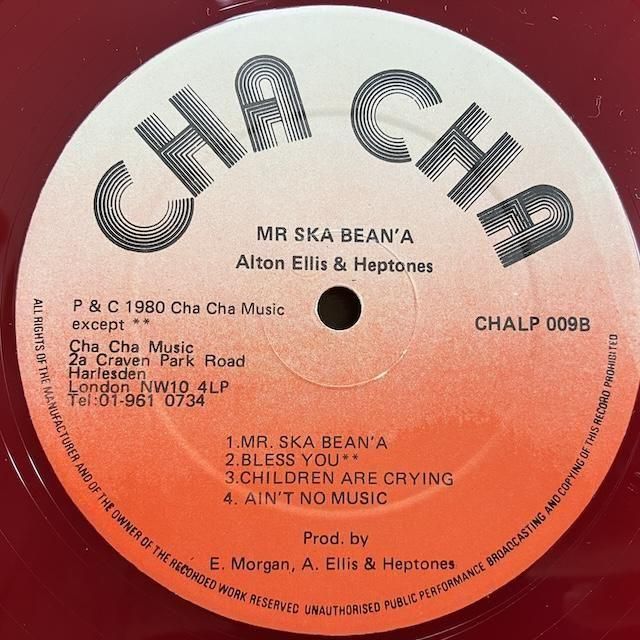 CHA CHA
MR SKA BEAN'A
Alton Ellis & Heptones
P & C 1980 Cha Cha Music
except **
CHALP 009B
Cha Cha Music
2a Craven Park Road
Harlesden
London NW10 4LP
Tel:01-961 0734
1.MR. SKA BEAN'A
2.BLESS YOU**
3.CHILDREN ARE CRYING
4. AIN'T NO MUSIC
Prod. by
E. Morgan, A. Ellis & Heptones
ALL RIGHTS OF THE MANUFACTURER AND OF THE OWNER OF THE RECORDED WORK RESERVED UNAUTHORISED PUBLIC PERFORMANCE BROADCASTING AND COPYING OF THIS RECORD PROHIBITED